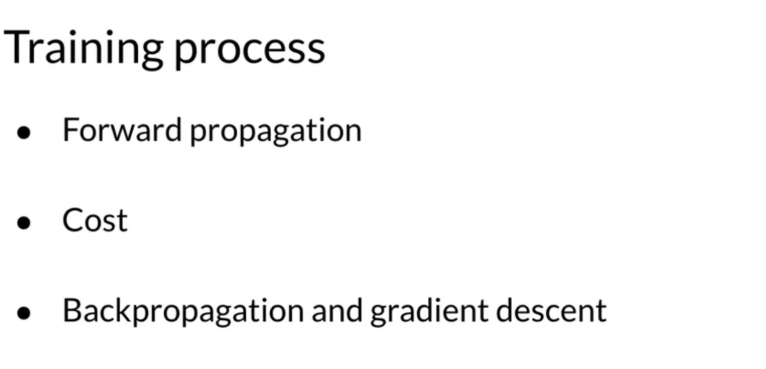 Training process
● Forward propagation
● Cost
● Backpropagation and gradient descent